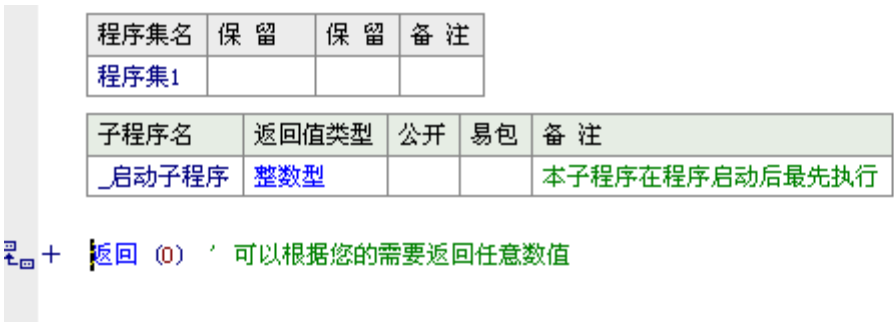 程序集名 保 留 保 留 备 注
程序集1
子程序名 返回值类型 公开 易包 备 注
_启动子程序 整数型 本子程序在程序启动后最先执行
返回 (0) ' 可以根据您的需要返回任意数值